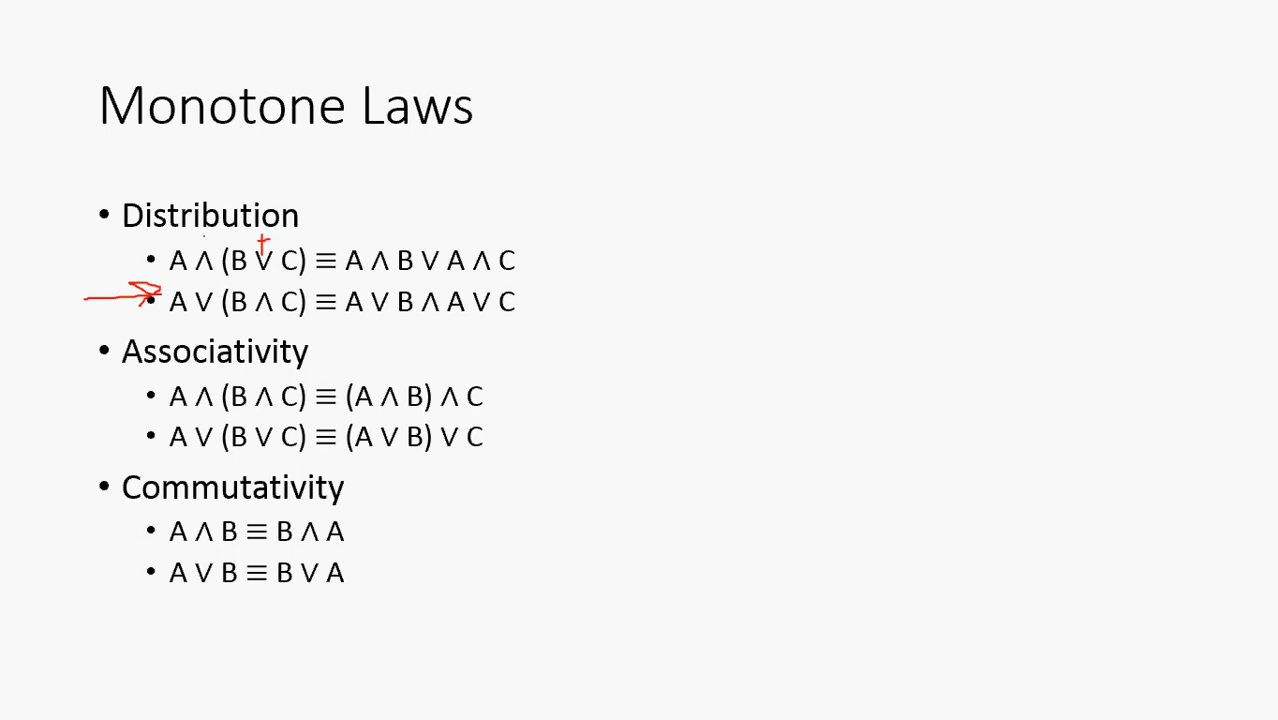 Monotone Laws
• Distribution
• A ∧ (B ∨ C) ≡ A ∧ B ∨ A ∧ C
• A ∨ (B ∧ C) ≡ A ∨ B ∧ A ∨ C
• Associativity
• A ∧ (B ∧ C) ≡ (A ∧ B) ∧ C
• A ∨ (B ∨ C) ≡ (A ∨ B) ∨ C
• Commutativity
• A ∧ B ≡ B ∧ A
• A ∨ B ≡ B ∨ A